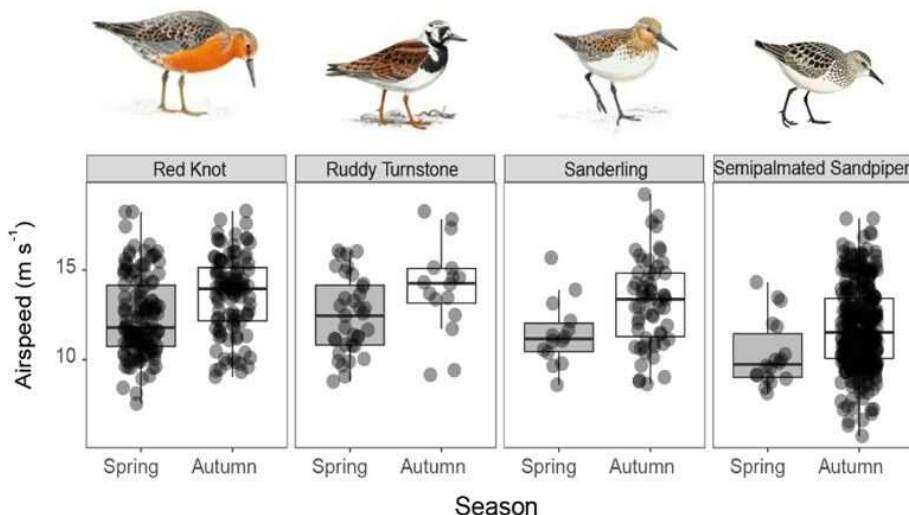 Red Knot
Ruddy Turnstone
Sanderling
Semipalmated Sandpiper
Airspeed (m s⁻¹)
15
10
Spring
Autumn
Spring
Autumn
Spring
Autumn
Spring
Autumn
Season